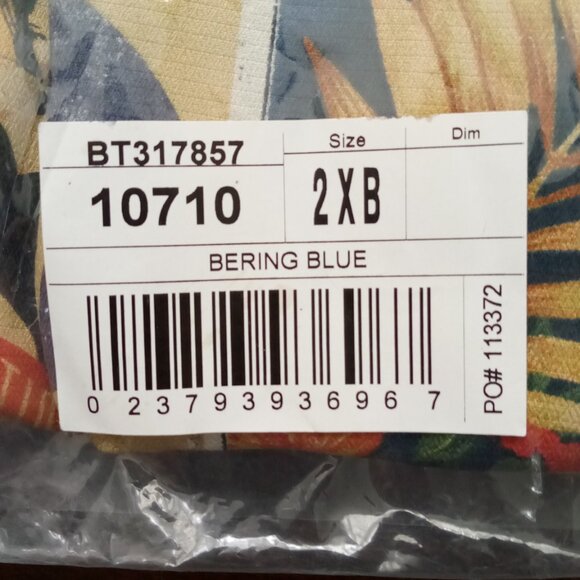 BT317857
Size
Dim
10710
2XB
BERING BLUE
0 23793 93696 7
PO# 113372